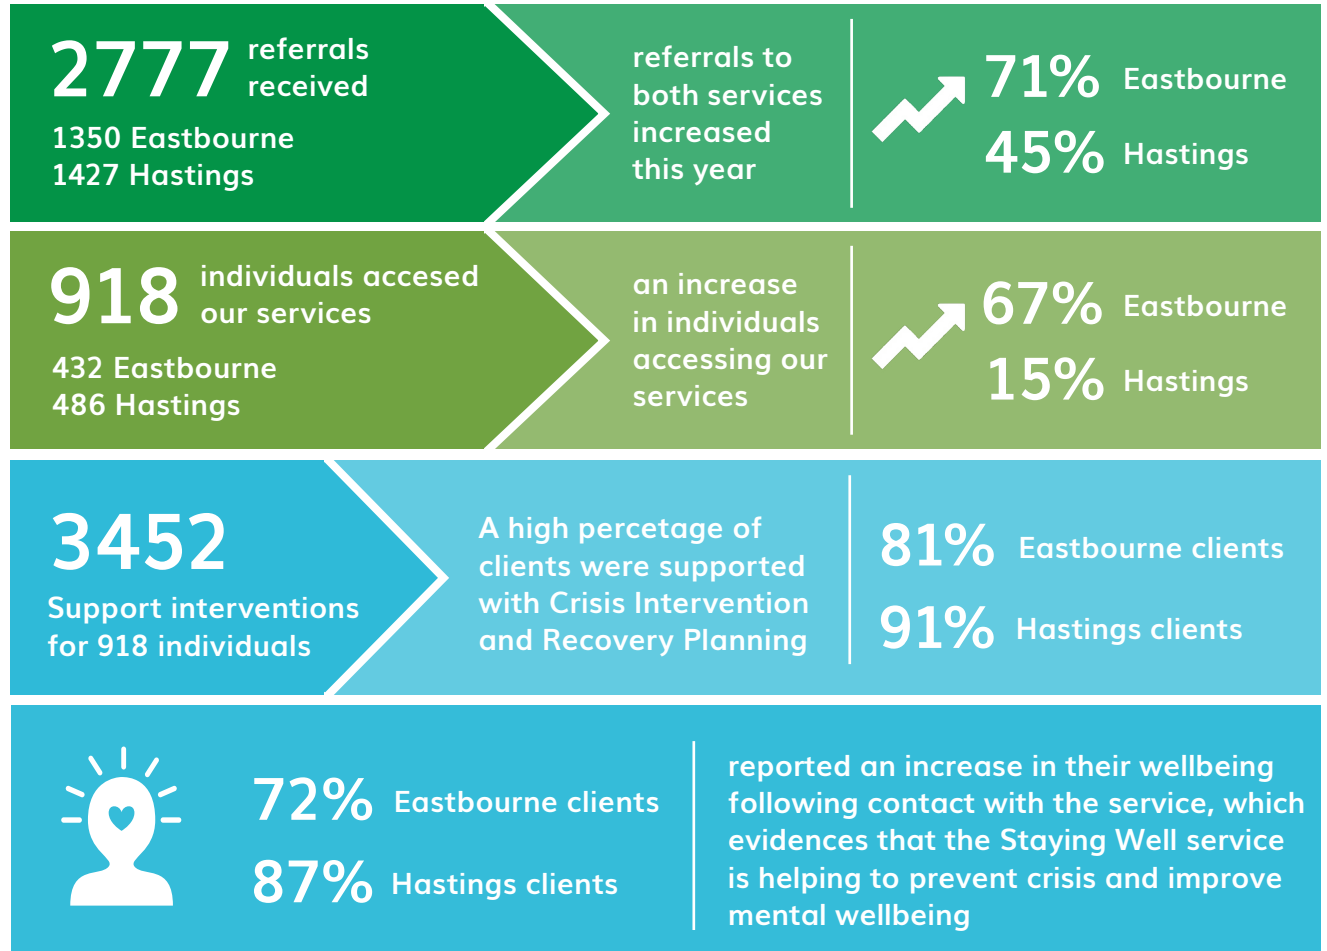 2777 referrals
received
1350 Eastbourne
1427 Hastings
referrals to
both services
increased
this year
71% Eastbourne
45% Hastings
918 individuals accesed
our services
432 Eastbourne
486 Hastings
an increase
in individuals
accessing our
services
67% Eastbourne
15% Hastings
3452
Support interventions
for 918 individuals
A high percetage of
clients were supported
with Crisis Intervention
and Recovery Planning
81% Eastbourne clients
91% Hastings clients
72% Eastbourne clients
87% Hastings clients
reported an increase in their wellbeing
following contact with the service, which
evidences that the Staying Well service
is helping to prevent crisis and improve
mental wellbeing